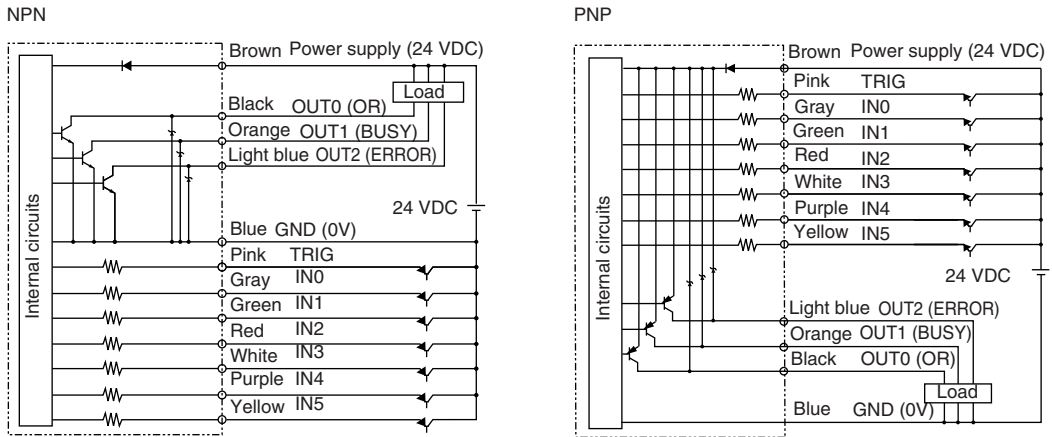 NPN
Internal circuits
Brown Power supply (24 VDC)
Load
Black OUT0 (OR)
Orange OUT1 (BUSY)
Light blue OUT2 (ERROR)
24 VDC
Blue GND (0V)
Pink TRIG
Gray IN0
Green IN1
Red IN2
White IN3
Purple IN4
Yellow IN5
PNP
Internal circuits
Brown Power supply (24 VDC)
Pink TRIG
Gray IN0
Green IN1
Red IN2
White IN3
Purple IN4
Yellow IN5
24 VDC
Light blue OUT2 (ERROR)
Orange OUT1 (BUSY)
Black OUT0 (OR)
Load
Blue GND (0V)